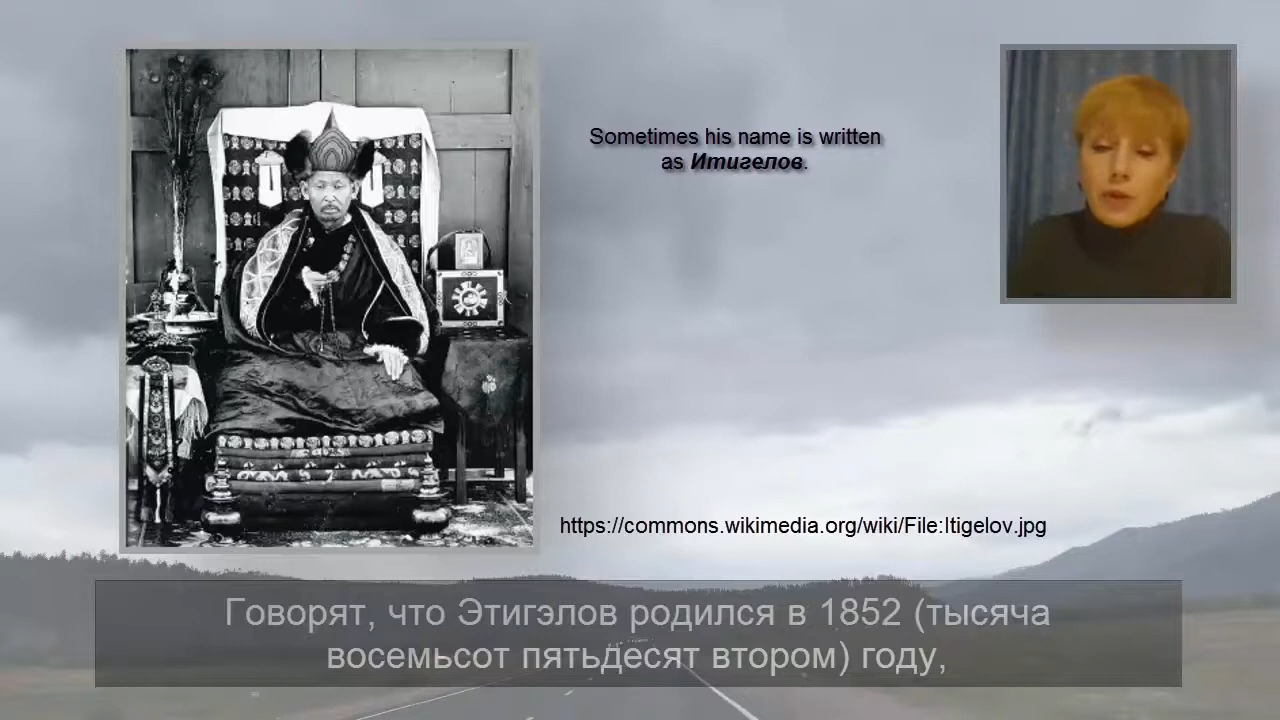 Sometimes his name is written
as Итигелов.
https://commons.wikimedia.org/wiki/File:Itigelov.jpg
Говорят, что Этигэлов родился в 1852 (тысяча
восемьсот пятьдесят втором) году,